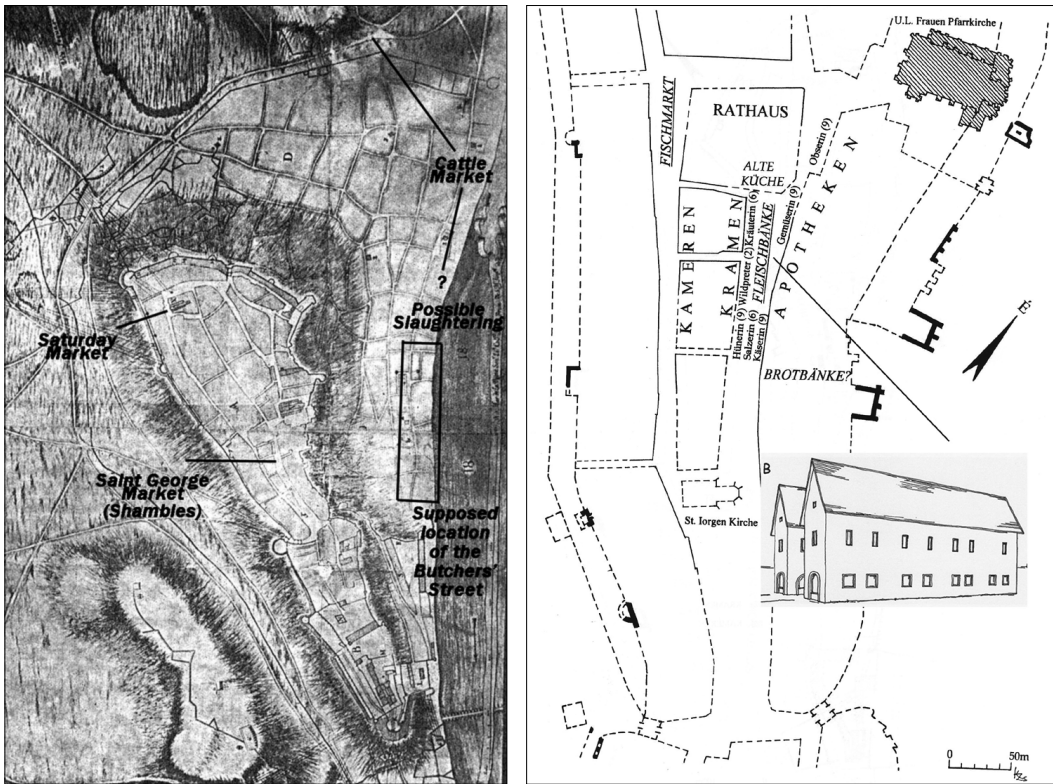 Cattle
Market
?
Possible
Slaughtering
Saturday
Market
Saint George
Market
(Shambles)
Supposed
location
of the
Butchers'
Street
D
A
B
U.L. Frauen Pfarrkirche
FISCHMARKT
RATHAUS
Obserin (9)
ALTE
KÜCHE
KAMEREN
KRAMEN
Kräuterin (6)
Wildpreter (2)
FLEISCHBÄNKE
Gemüserin (9)
APOTHEKEN
Hünerin (9)
Salzerin (6)
Käserin (9)
É
BROTBÄNKE?
B
St. Iorgen Kirche
0 50m